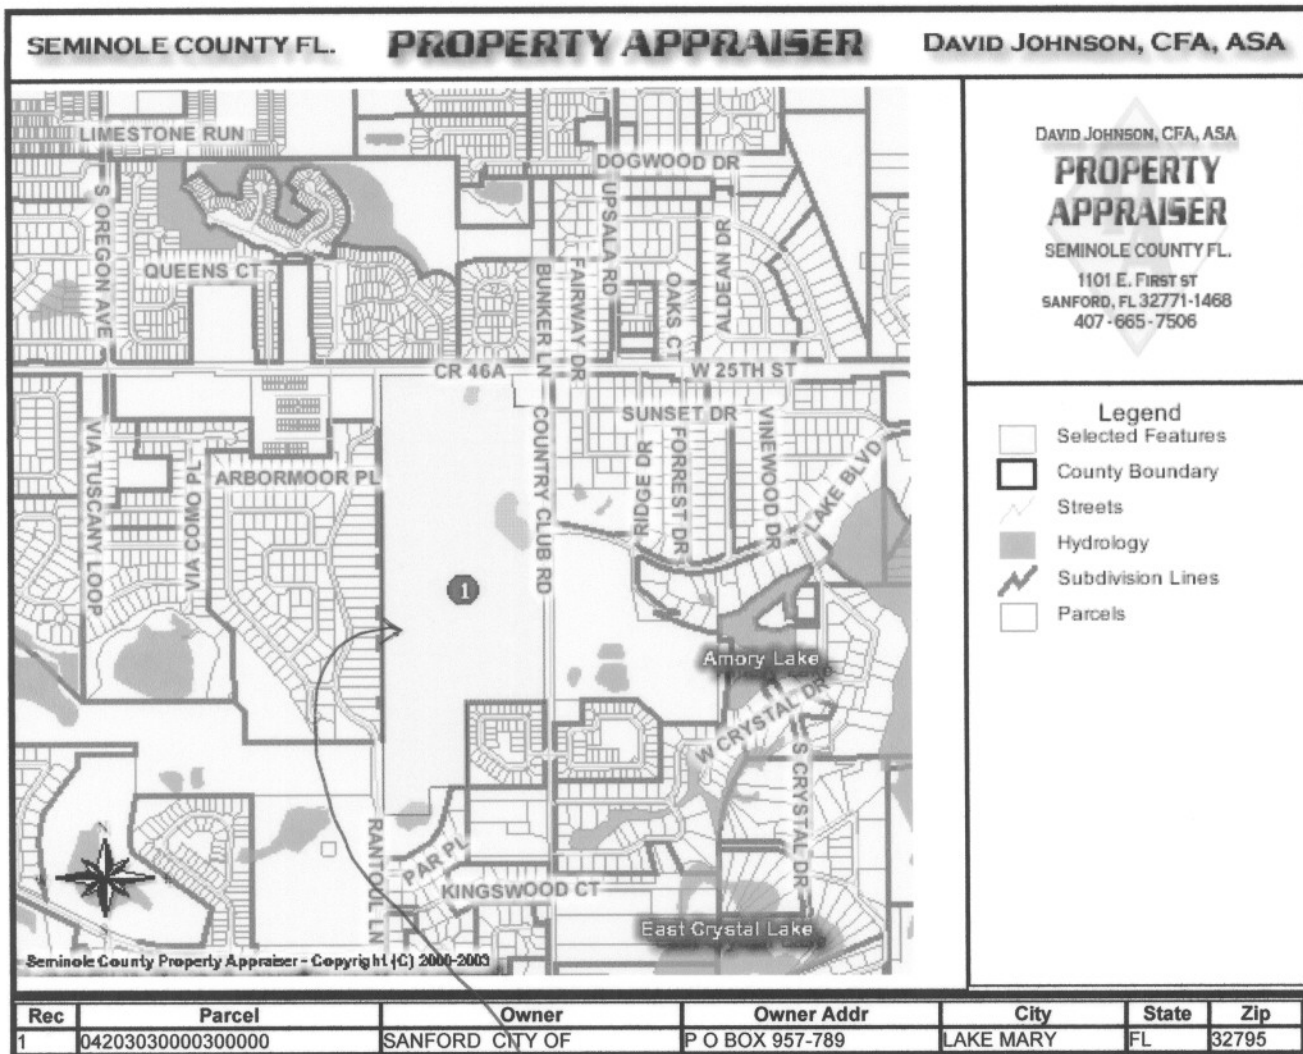 SEMINOLE COUNTY FL. PROPERTY APPRAISER DAVID JOHNSON, CFA, ASA
LIMESTONE RUN
DOGWOOD DR
S OREGON AVE
UPSALA RD
ALDEAN DR
QUEENS CT
BUNKER LN
FAIRWAY DR
OAKS CT
CR 46A
W 25TH ST
SUNSET DR
VIA TUSCANY LOOP
VIA COMO PL
ARBORMOOR PL
COUNTRY CLUB RD
RIDGE DR
FORREST DR
VINEWOOD DR
LAKE BLVD
1
Amory Lake
W CRYSTAL DR
S CRYSTAL DR
RANTOUL LN
PAR PL
KINGSWOOD CT
East Crystal Lake
Seminole County Property Appraiser - Copyright (C) 2000-2003
DAVID JOHNSON, CFA, ASA
PROPERTY
APPRAISER
SEMINOLE COUNTY FL.
1101 E. FIRST ST
SANFORD, FL 32771-1468
407-665-7506
Legend
Selected Features
County Boundary
Streets
Hydrology
Subdivision Lines
Parcels
Rec Parcel Owner Owner Addr City State Zip
1 04203030000300000 SANFORD CITY OF P O BOX 957-789 LAKE MARY FL 32795